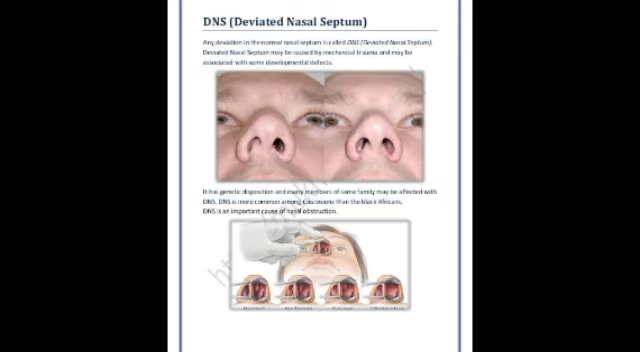 DNS (Deviated Nasal Septum)
Any deviation in the normal nasal septum is called DNS (Deviated Nasal Septum).
Deviated Nasal Septum may be caused by mechanical trauma and may be
associated with some developmental defects.
It has genetic disposition and many members of same family may be affected with
DNS. DNS is more common among Caucasians than the black Africans.
DNS is an important cause of nasal obstruction.